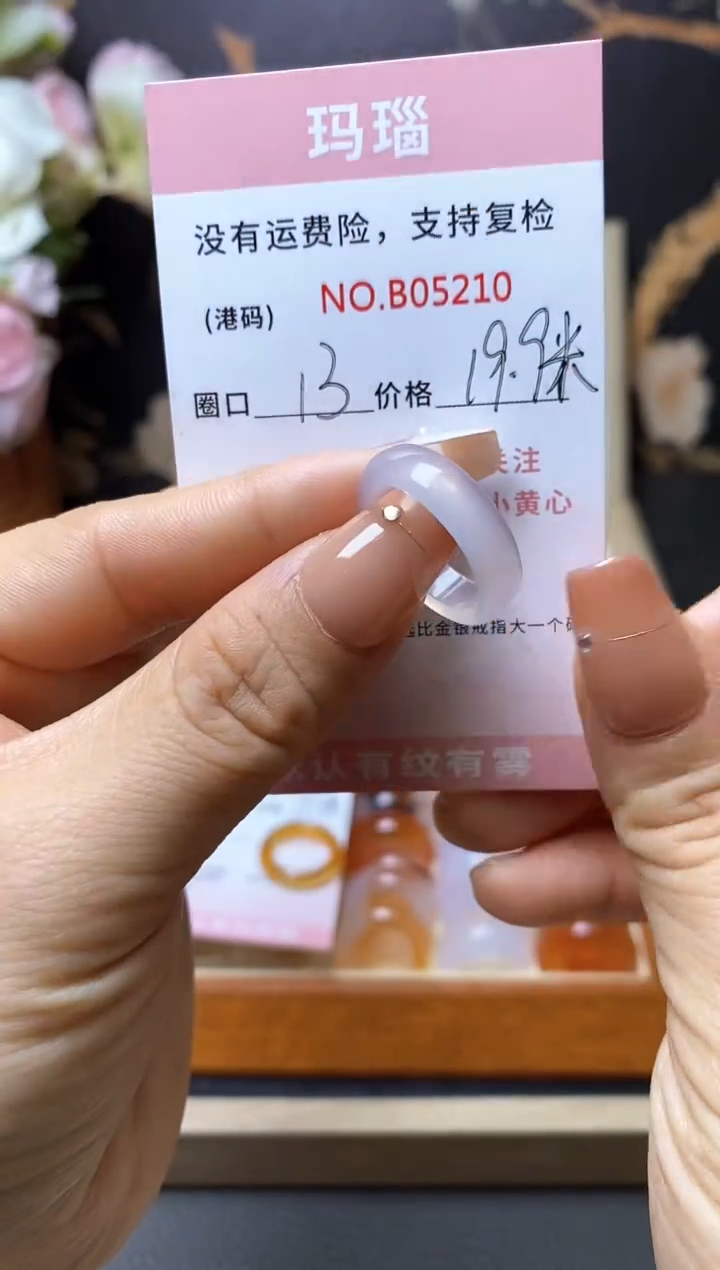 玛瑙
没有运费险，支持复检
NO.B05210
(港码)
圈口 13 价格 19.9米
关注
小黄心
比金银戒指大一个
默认有纹有雾